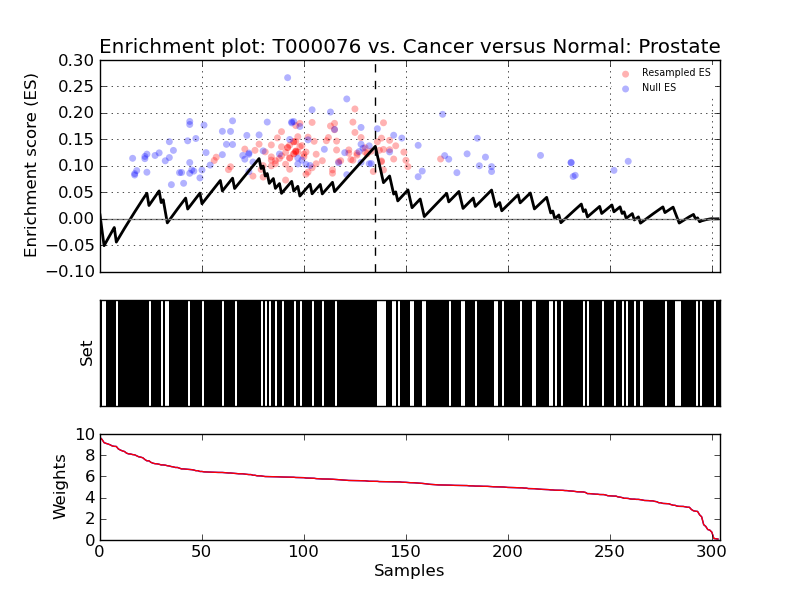 Enrichment plot: T000076 vs. Cancer versus Normal: Prostate
0.30
0.25
0.20
0.15
0.10
0.05
0.00
−0.05
−0.10
Enrichment score (ES)
Resampled ES
Null ES
Set
10
8
6
4
2
0
Weights
0 50 100 150 200 250 300
Samples